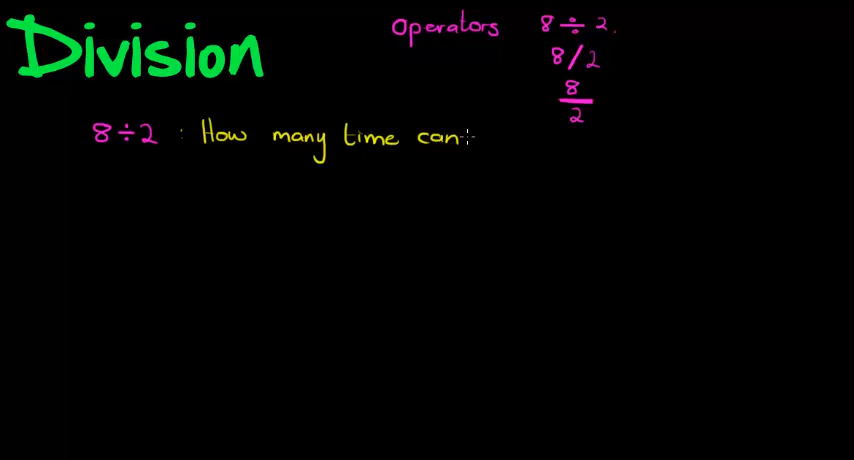 Division
Operators 8 ÷ 2.
8/2
8
2
8÷2 : How many time can